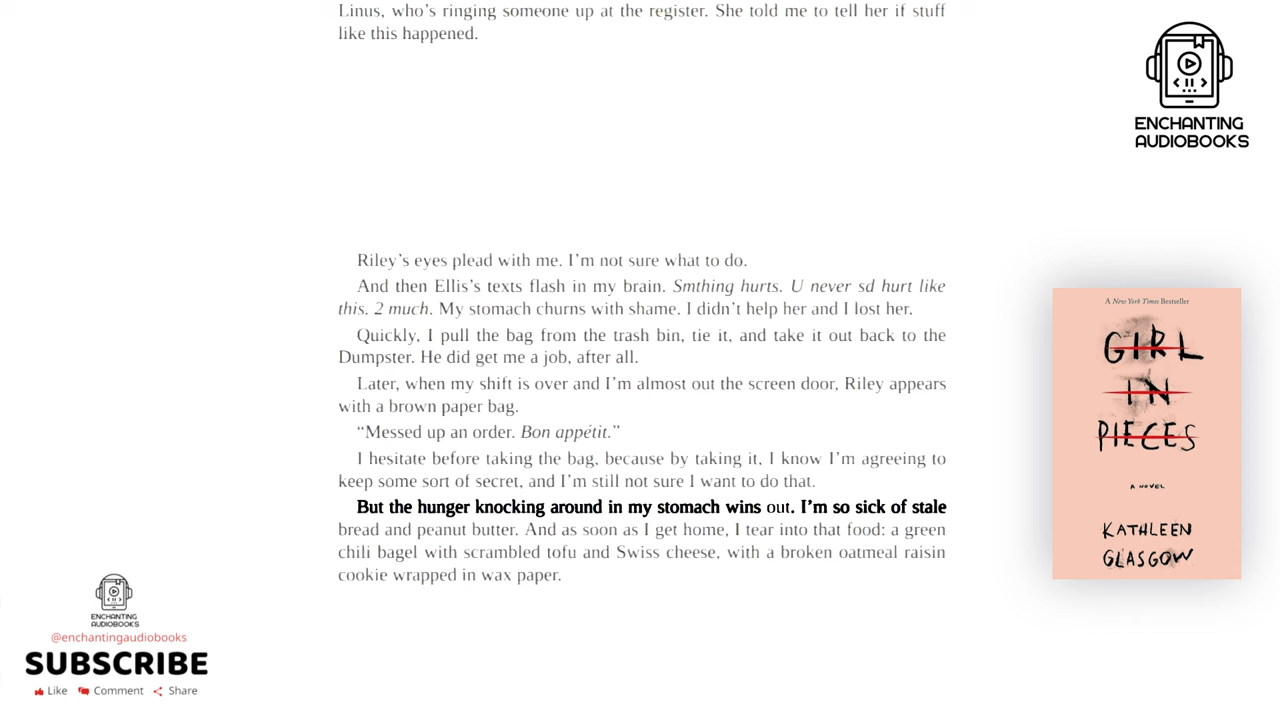 Linus, who's ringing someone up at the register. She told me to tell her if stuff
like this happened.
ENCHANTING
AUDIOBOOKS
Riley's eyes plead with me. I'm not sure what to do.
And then Ellis's texts flash in my brain. Smthing hurts. U never sd hurt like
this. 2 much. My stomach churns with shame. I didn't help her and I lost her.
Quickly, I pull the bag from the trash bin, tie it, and take it out back to the
Dumpster. He did get me a job, after all.
Later, when my shift is over and I'm almost out the screen door, Riley appears
with a brown paper bag.
“Messed up an order. Bon appétit.”
I hesitate before taking the bag, because by taking it, I know I'm agreeing to
keep some sort of secret, and I'm still not sure I want to do that.
But the hunger knocking around in my stomach wins out. I'm so sick of stale
bread and peanut butter. And as soon as I get home, I tear into that food: a green
chili bagel with scrambled tofu and Swiss cheese, with a broken oatmeal raisin
cookie wrapped in wax paper.
A New York Times Bestseller
GIRL
IN
PIECES
A NOVEL
KATHLEEN
GLASGOW
ENCHANTING
AUDIOBOOKS
@enchantingaudiobooks
SUBSCRIBE
Like Comment Share